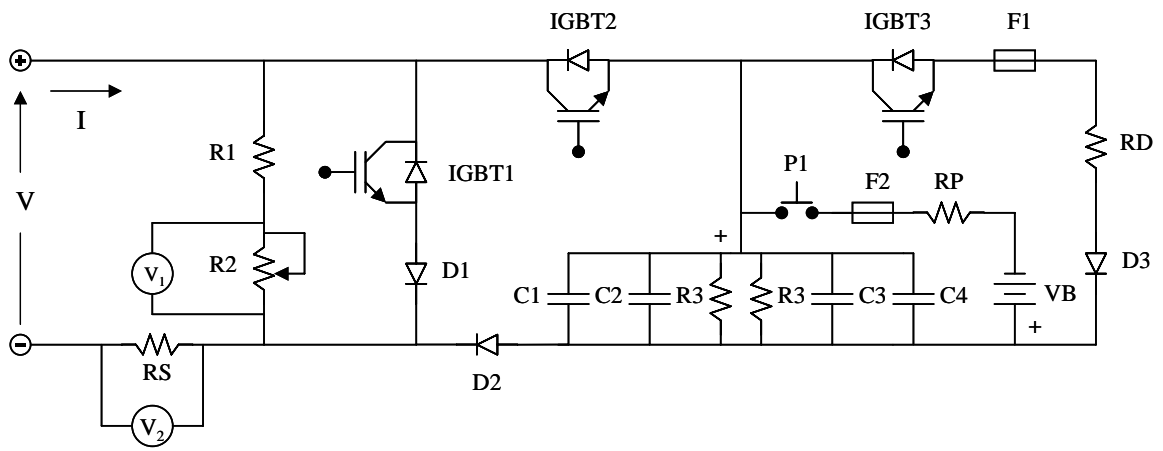 IGBT2
IGBT3
F1
+
I
R1
IGBT1
RD
P1
F2
RP
V
V1
R2
D1
+
D3
C1
C2
R3
R3
C3
C4
VB
+
-
RS
D2
V2